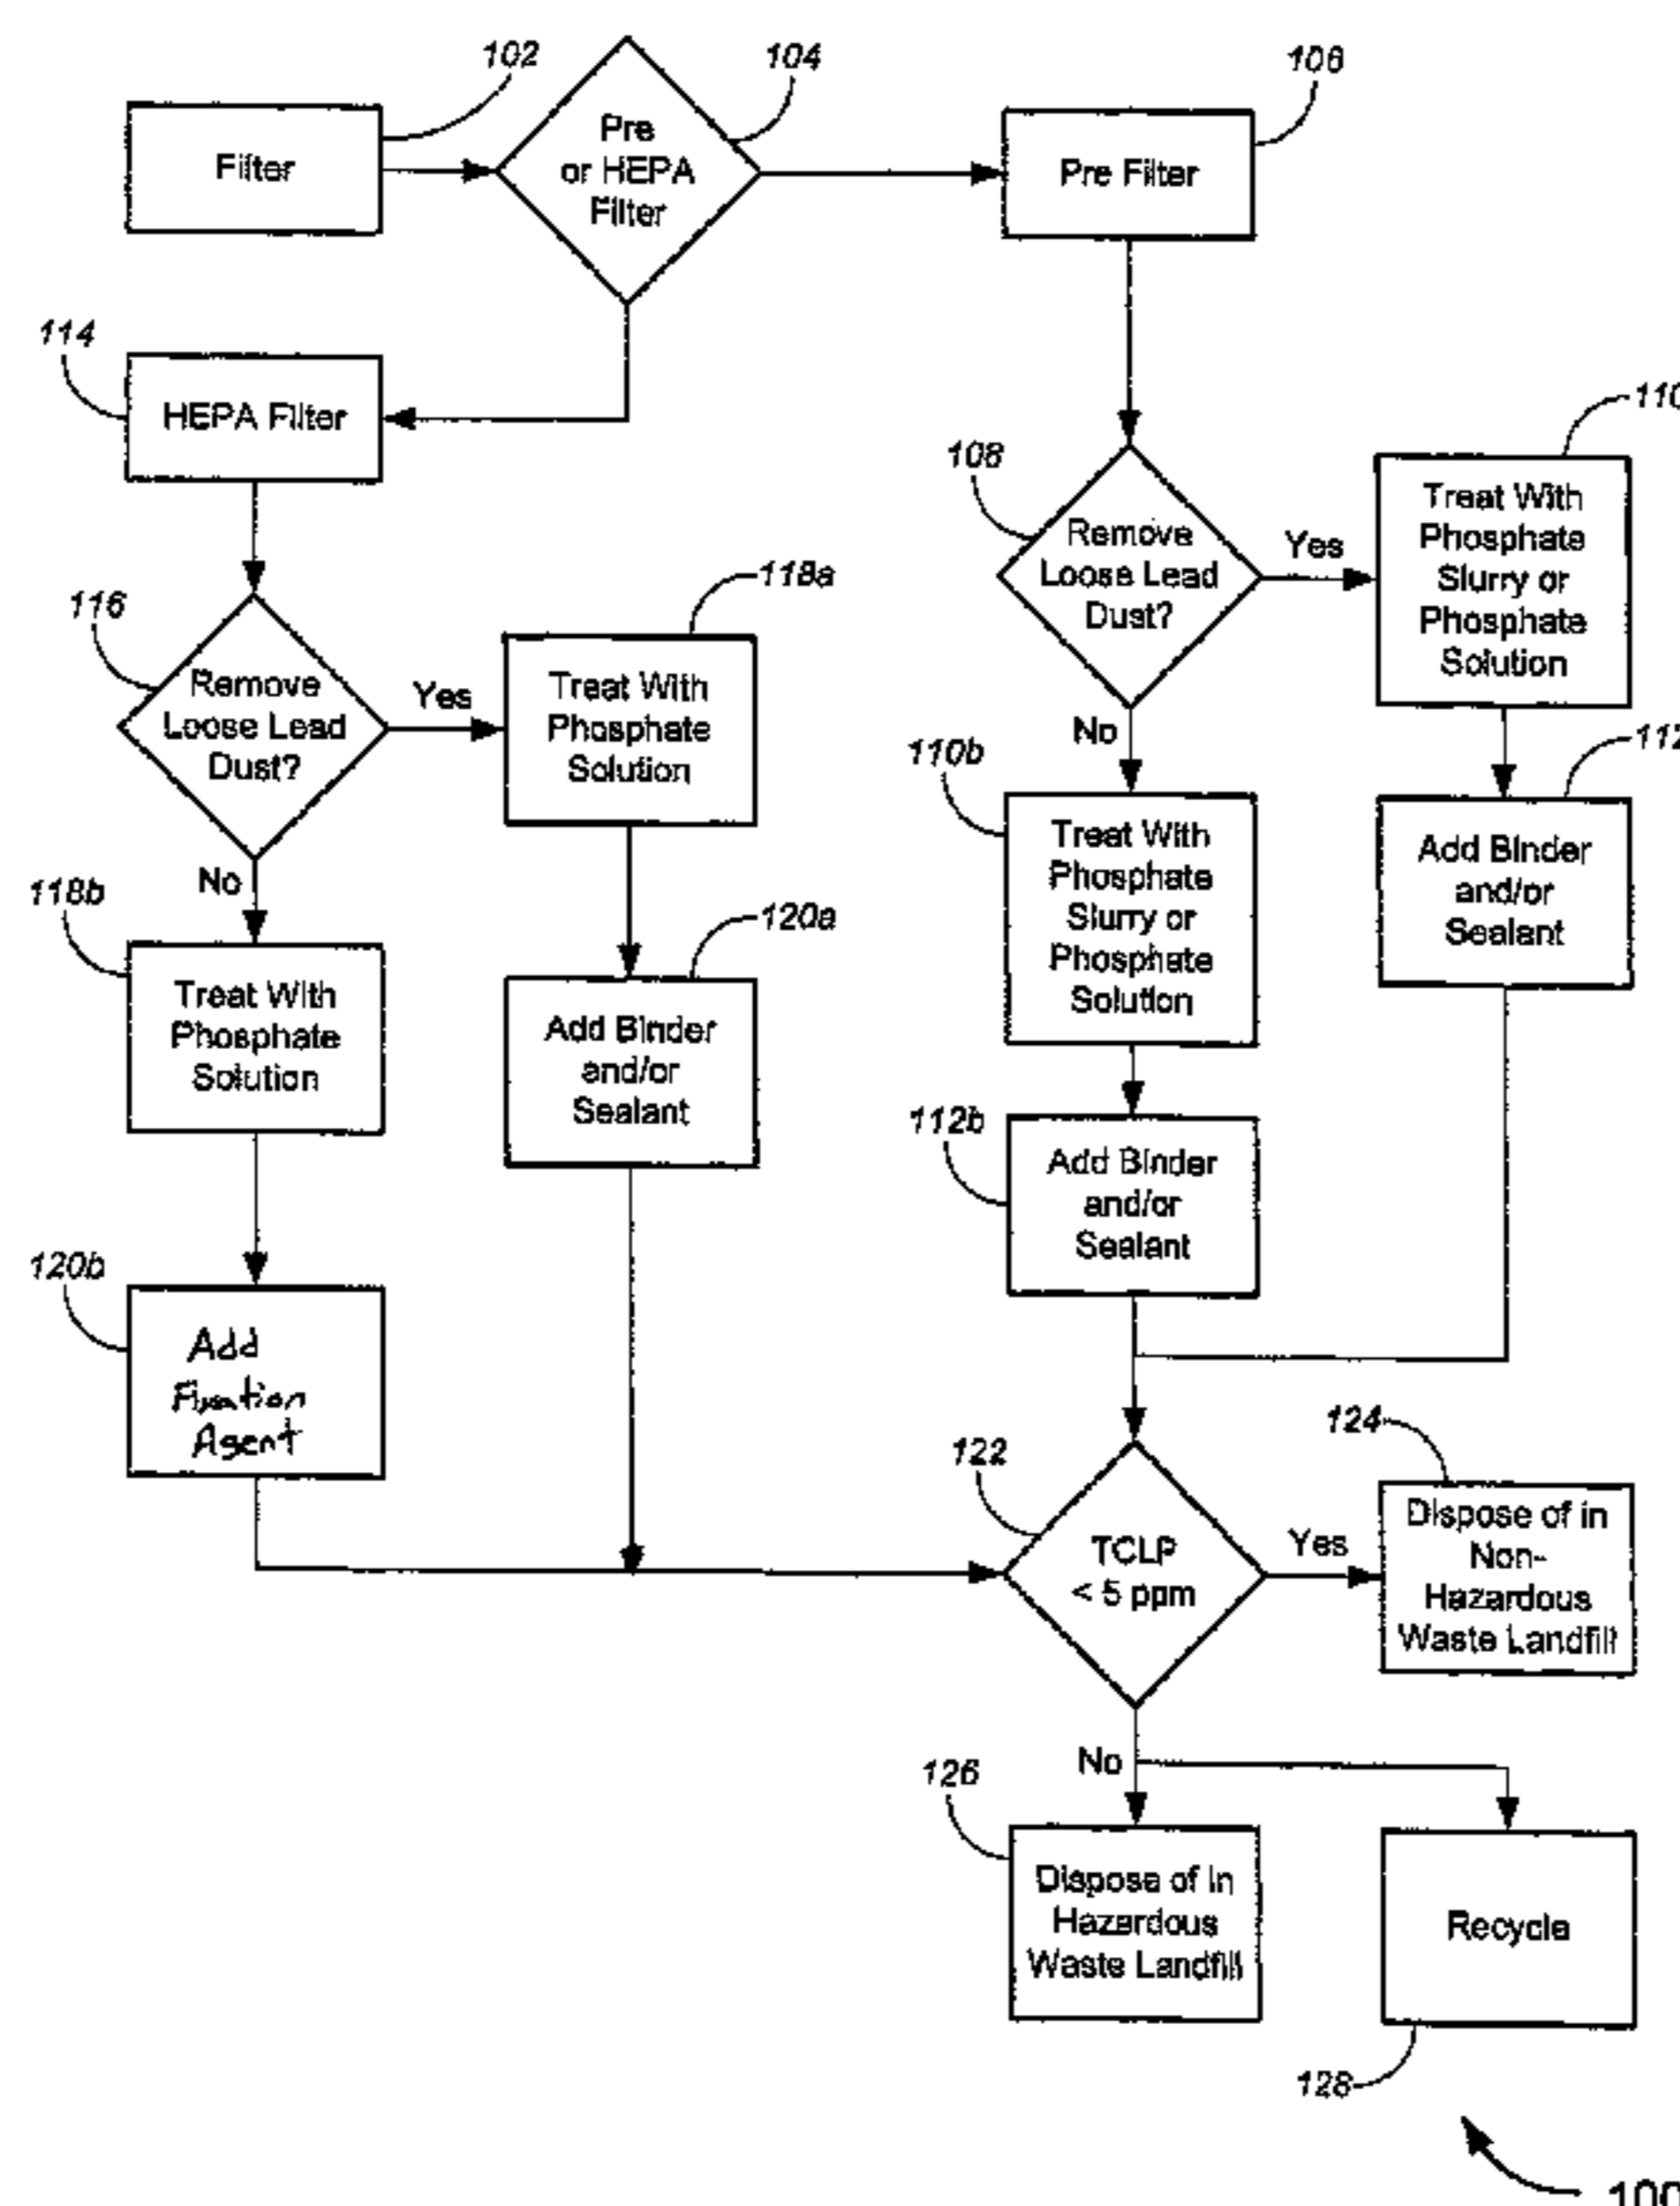 102
104
106
Filter
Pre
or HEPA
Filter
Pre Filter
114
HEPA Filter
108
Remove
Loose Lead
Dust?
Yes
110
Treat With
Phosphate
Slurry or
Phosphate
Solution
116
Remove
Loose Lead
Dust?
Yes
118a
Treat With
Phosphate
Solution
No
110b
Treat With
Phosphate
Slurry or
Phosphate
Solution
112
Add Binder
and/or
Sealant
No
118b
Treat With
Phosphate
Solution
120a
Add Binder
and/or
Sealant
112b
Add Binder
and/or
Sealant
120b
Add
Fixation
Agent
122
TCLP
< 5 ppm
Yes
124
Dispose of in
Non-
Hazardous
Waste Landfill
No
126
Dispose of in
Hazardous
Waste Landfill
Recycle
128
100